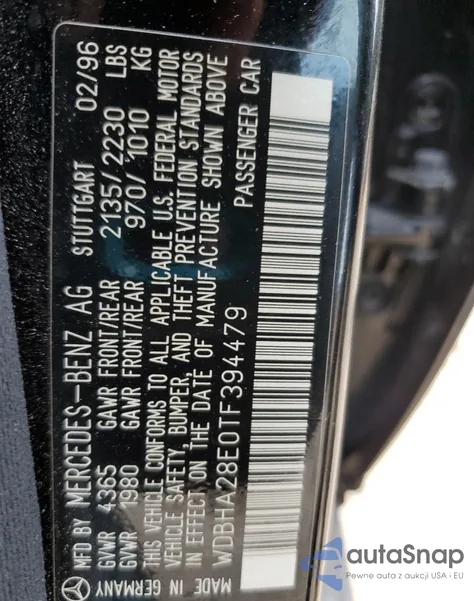 MFD BY MERCEDES-BENZ AG STUTTGART 02/96
GVWR 4365 GAWR FRONT/REAR 2135/2230 LBS
GVWR 1980 GAWR FRONT/REAR 970/1010 KG
THIS VEHICLE CONFORMS TO ALL APPLICABLE U.S. FEDERAL MOTOR
VEHICLE SAFETY, BUMPER, AND THEFT PREVENTION STANDARDS
IN EFFECT ON THE DATE OF MANUFACTURE SHOWN ABOVE
WDBHA28E0TF394479 PASSENGER CAR
MADE IN GERMANY
autoSnap
Pewne auta z aukcji USA i EU